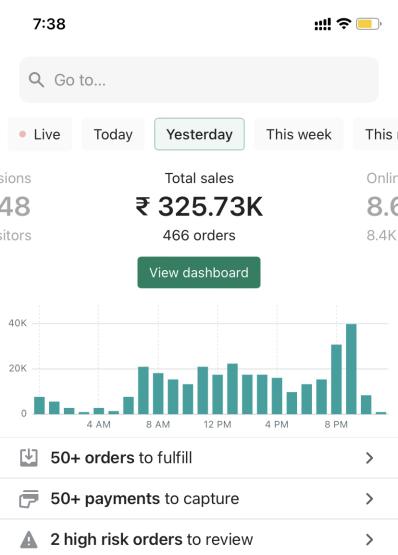 7:38
Go to...
Live
Today
Yesterday
This week
This
sions
48
sitors
Total sales
₹ 325.73K
466 orders
Onlin
8.6
8.4K
View dashboard
40K
20K
0
4 AM 8 AM 12 PM 4 PM 8 PM
50+ orders to fulfill
50+ payments to capture
2 high risk orders to review